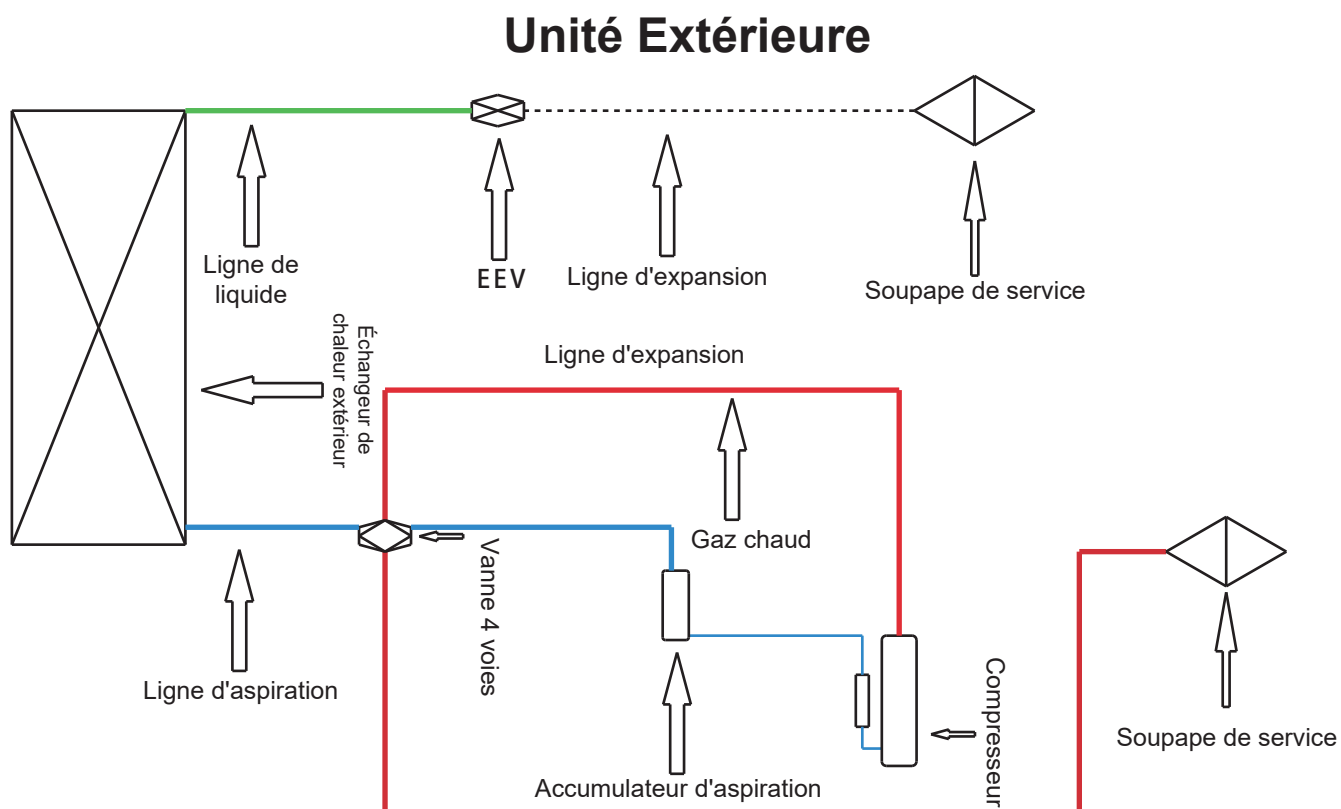 Unité Extérieure
Ligne de
liquide
EEV
Ligne d'expansion
Soupape de service
Échangeur de
chaleur extérieur
Ligne d'expansion
Gaz chaud
Vanne 4 voies
Ligne d'aspiration
Accumulateur d'aspiration
Compresseur
Soupape de service